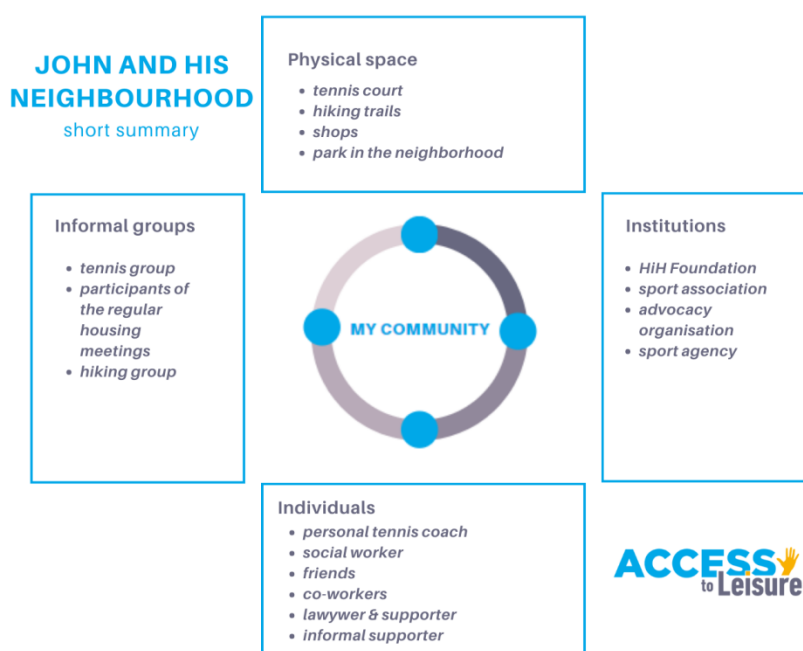 JOHN AND HIS
NEIGHBOURHOOD
short summary
Physical space
• tennis court
• hiking trails
• shops
• park in the neighborhood
Informal groups
• tennis group
• participants of
the regular
housing
meetings
• hiking group
MY COMMUNITY
Institutions
• HiH Foundation
• sport association
• advocacy
organisation
• sport agency
Individuals
• personal tennis coach
• social worker
• friends
• co-workers
• lawywer & supporter
• informal supporter
ACCESS
to Leisure